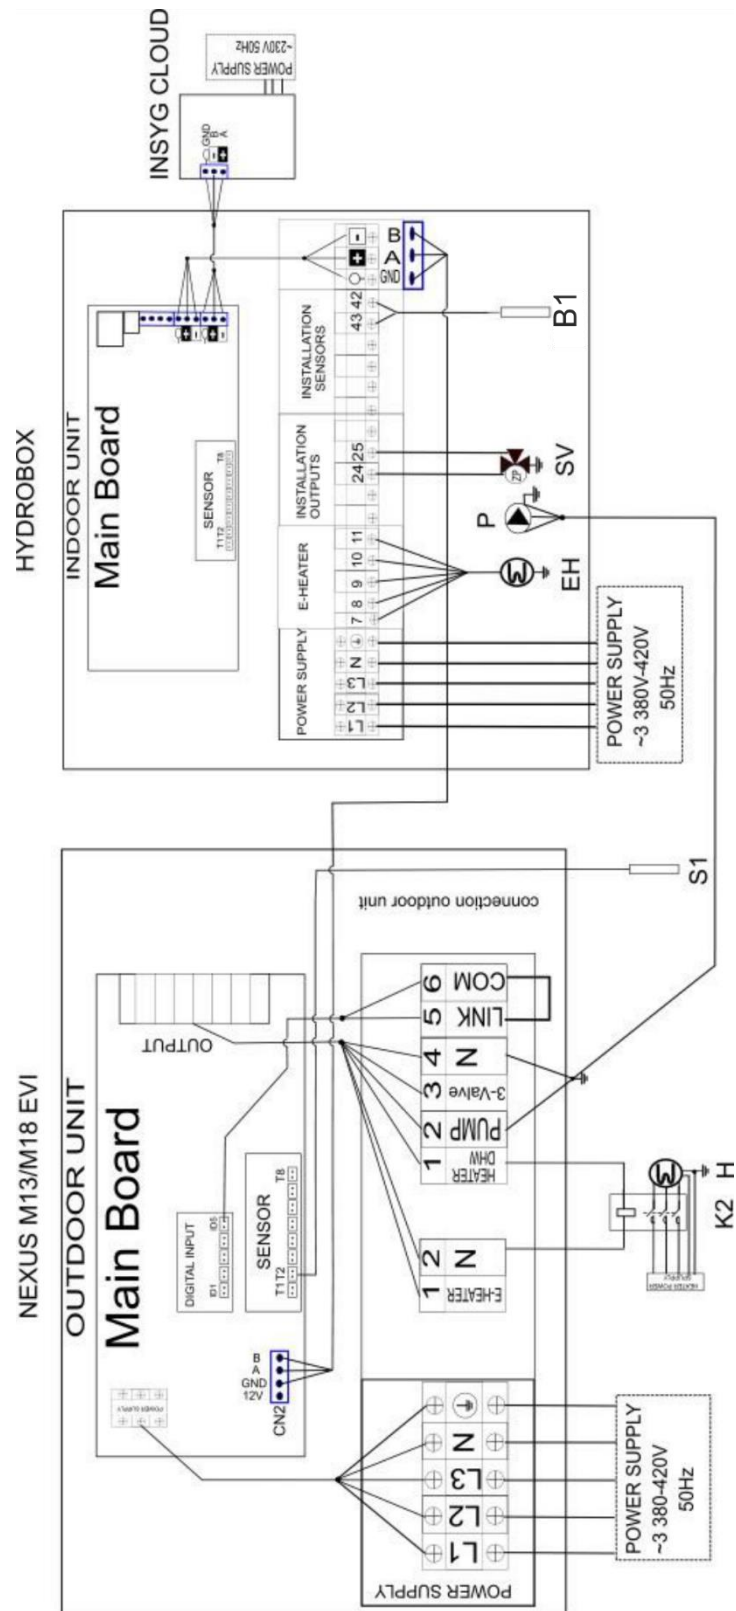 HYDROBOX
INSYG CLOUD
POWER SUPPLY
~230V 50Hz
GND
B
A
INDOOR UNIT
Main Board
SENSOR
T1T2
T8
POWER SUPPLY
E-HEATER
INSTALLATION
OUTPUTS
INSTALLATION
SENSORS
L1
L2
L3
N
7
8
9
10
11
24
25
43
42
+
-
GND
A
B
B1
SV
P
EH
POWER SUPPLY
~3 380V-420V
50Hz
NEXUS M13/M18 EVI
OUTDOOR UNIT
Main Board
OUTPUT
POWER SUPPLY
DIGITAL INPUT
ID1
ID5
SENSOR
T1T2
T8
12V
GND
A
B
CN2
connection outdoor unit
POWER SUPPLY
L1
L2
L3
N
1
2
E-HEATER
N
1
2
3
4
5
6
HEATER
DHW
PUMP
3-Valve
N
LINK
COM
S1
K2
H
POWER SUPPLY
~3 380-420V
50Hz